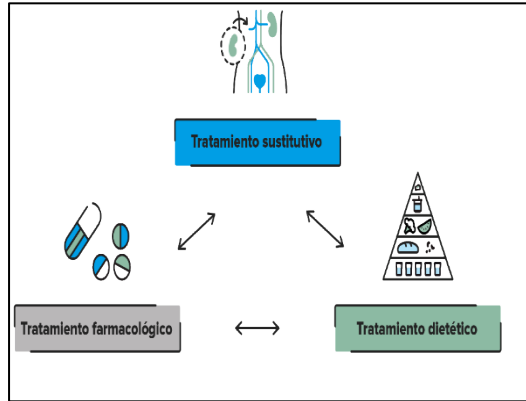 Tratamiento sustitutivo
Tratamiento farmacológico
Tratamiento dietético